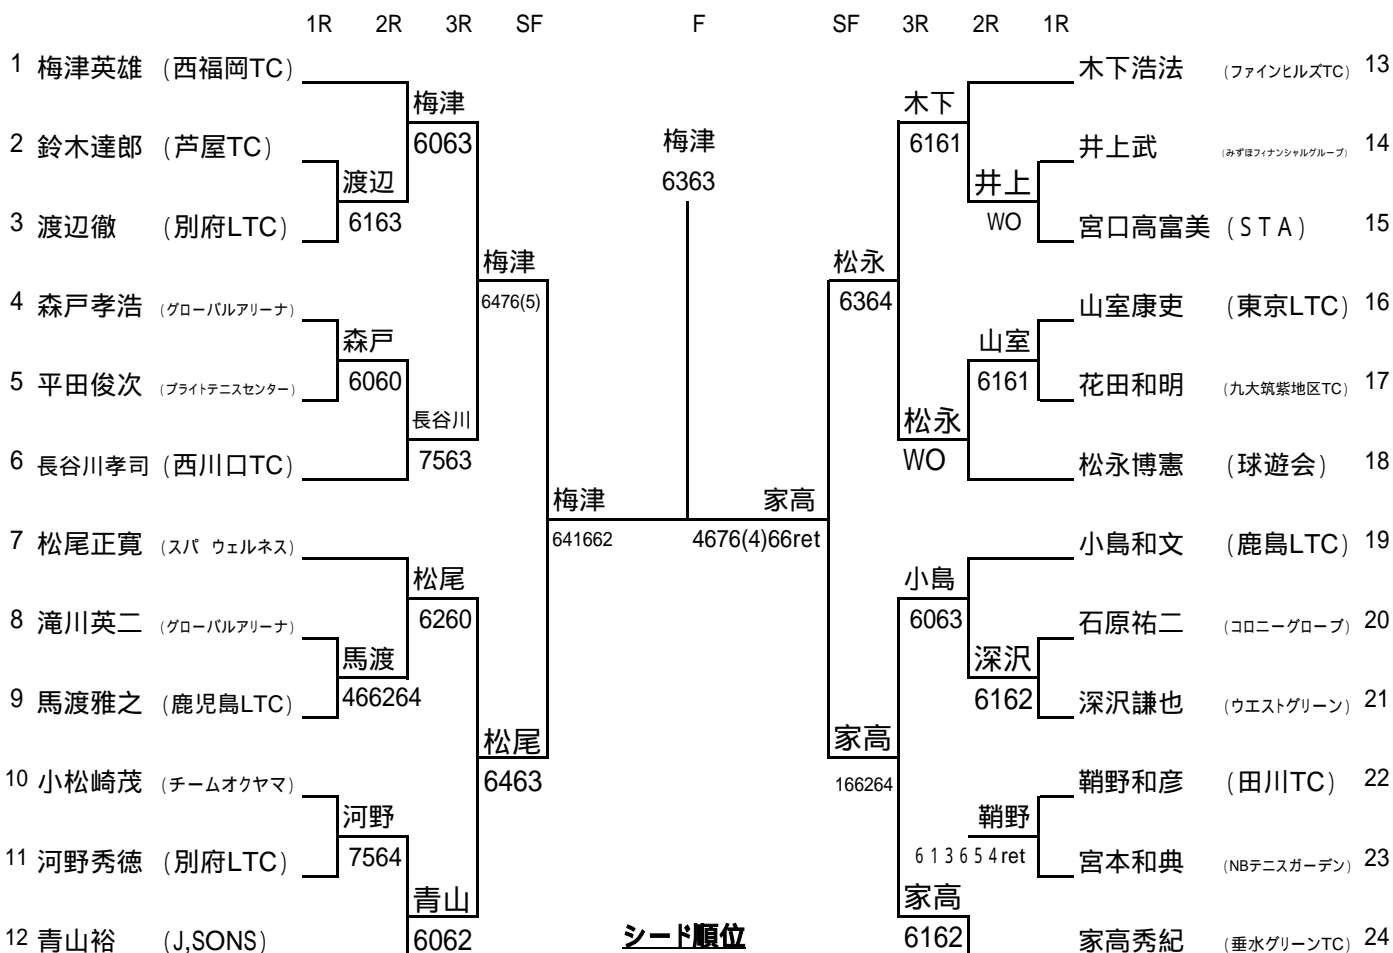 1R 2R 3R SF F SF 3R 2R 1R
1 梅津英雄 (西福岡TC)
木下浩法 (ファインヒルズTC) 13
梅津
木下
6063
梅津
6161
2 鈴木達郎 (芦屋TC)
井上武 (みずほフィナンシャルグループ) 14
渡辺
6363
井上
6163
WO
3 渡辺徹 (別府LTC)
宮口高富美 (STA) 15
梅津
松永
6476(5)
6364
4 森戸孝浩 (グローバルアリーナ)
山室康吏 (東京LTC) 16
森戸
山室
6060
6161
5 平田俊次 (ブライトテニスセンター)
花田和明 (九大筑紫地区TC) 17
長谷川
松永
7563
WO
6 長谷川孝司 (西川口TC)
松永博憲 (球遊会) 18
梅津
家高
641662
4676(4)66ret
7 松尾正寛 (スパ ウェルネス)
小島和文 (鹿島LTC) 19
松尾
小島
6260
6063
8 滝川英二 (グローバルアリーナ)
石原祐二 (コロニーグローブ) 20
馬渡
深沢
466264
6162
9 馬渡雅之 (鹿児島LTC)
深沢謙也 (ウエストグリーン) 21
松尾
家高
6463
166264
10 小松崎茂 (チームオクヤマ)
鞘野和彦 (田川TC) 22
河野
鞘野
7564
613654ret
11 河野秀徳 (別府LTC)
宮本和典 (NBテニスガーデン) 23
青山
家高
6062
シード順位
6162
12 青山裕 (J,SONS)
家高秀紀 (垂水グリーンTC) 24